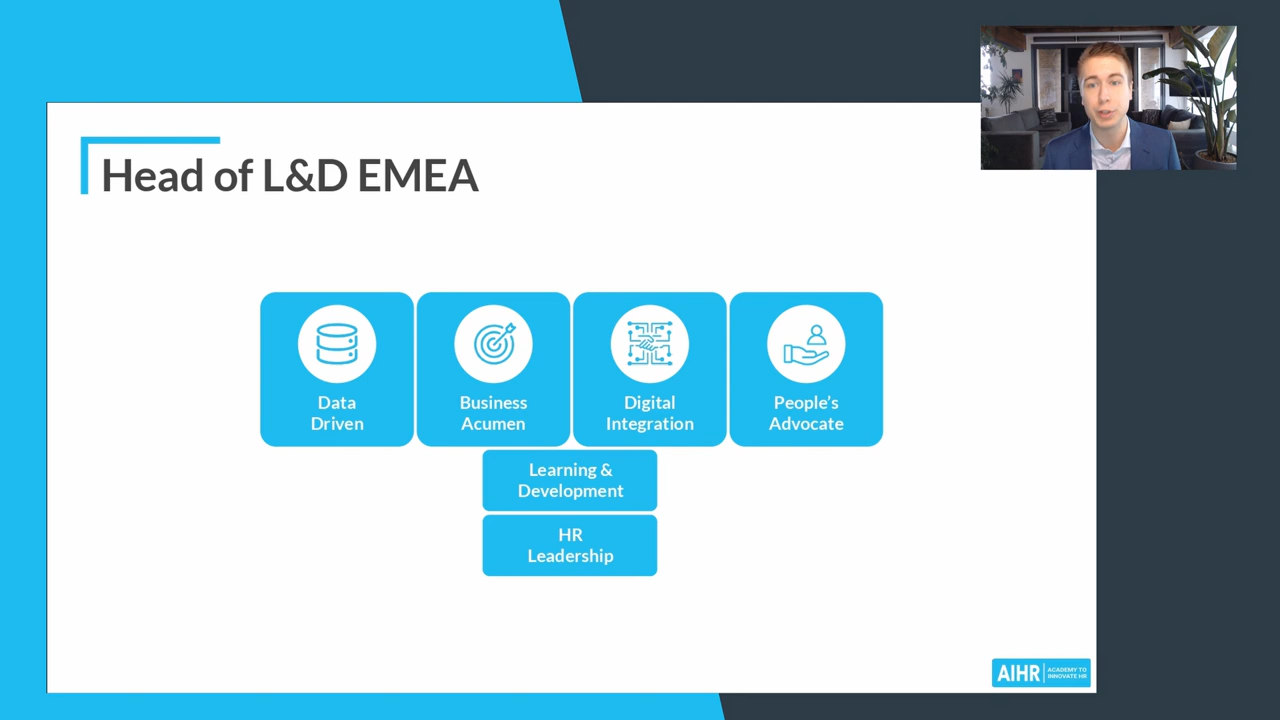 Head of L&D EMEA
Data
Driven
Business
Acumen
Digital
Integration
People's
Advocate
Learning &
Development
HR
Leadership
AIHR
ACADEMY TO
INNOVATE HR